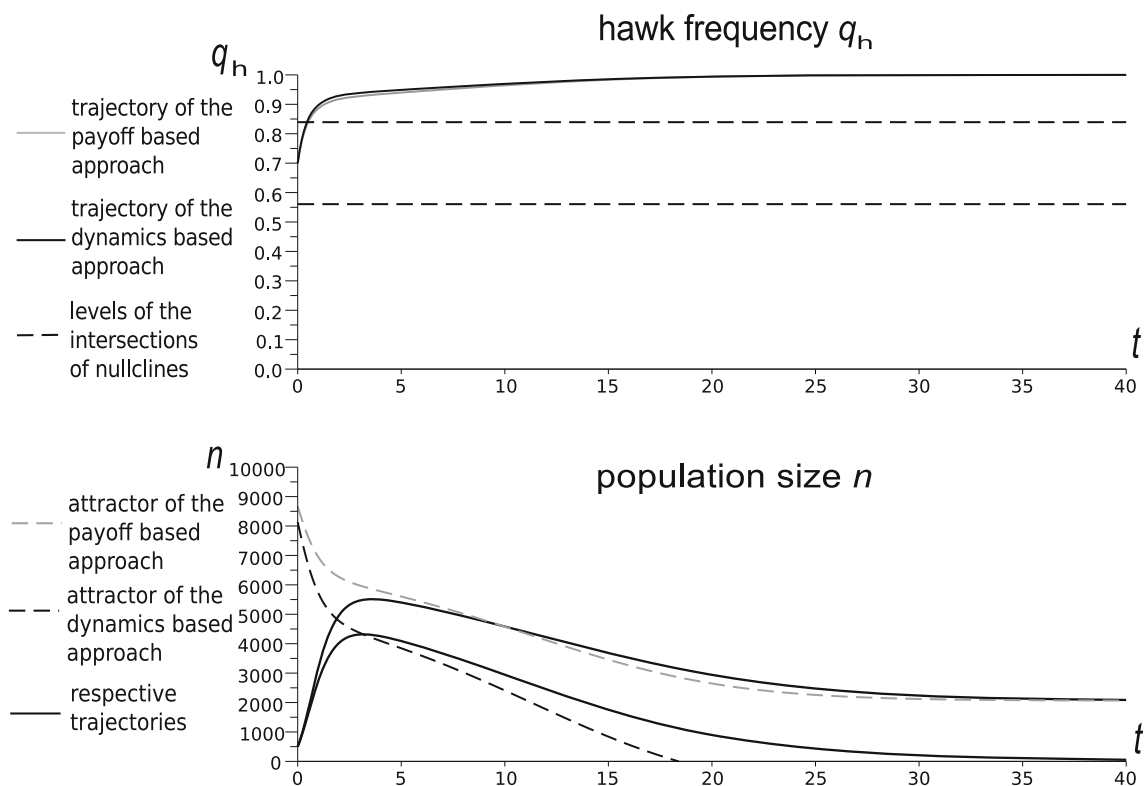 hawk frequency qh
qh
1.0
0.9
0.8
0.7
0.6
0.5
0.4
0.3
0.2
0.1
0.0
0 5 10 15 20 25 30 35 40
t
trajectory of the
payoff based
approach
trajectory of the
dynamics based
approach
levels of the
intersections
of nullclines
population size n
n
10000
9000
8000
7000
6000
5000
4000
3000
2000
1000
0
0 5 10 15 20 25 30 35 40
t
attractor of the
payoff based
approach
attractor of the
dynamics based
approach
respective
trajectories